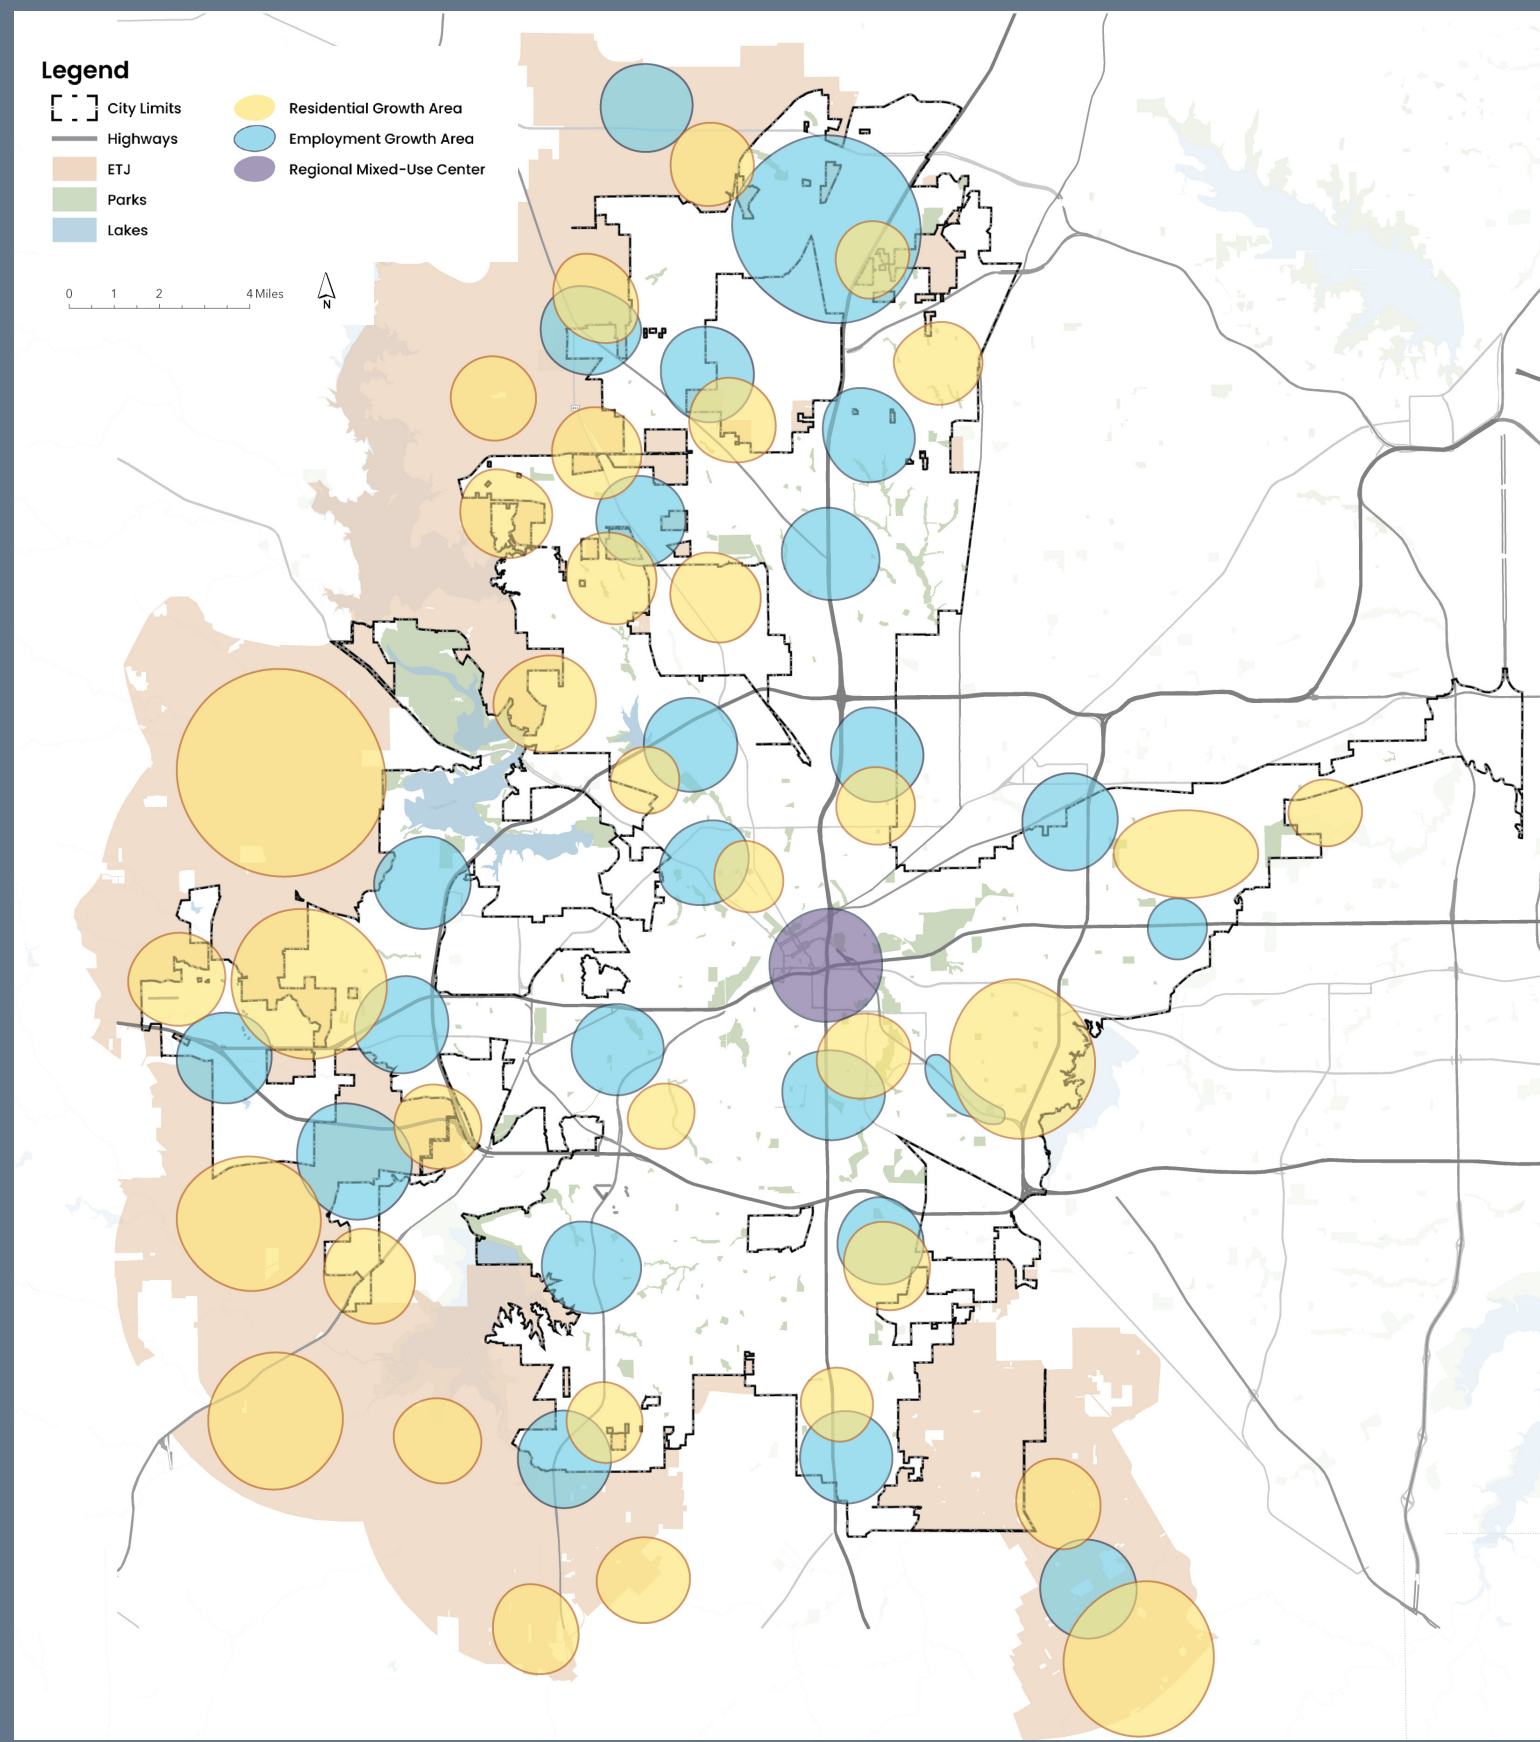 Legend
City Limits
Highways
ETJ
Parks
Lakes
Residential Growth Area
Employment Growth Area
Regional Mixed-Use Center
0 1 2 4 Miles
N